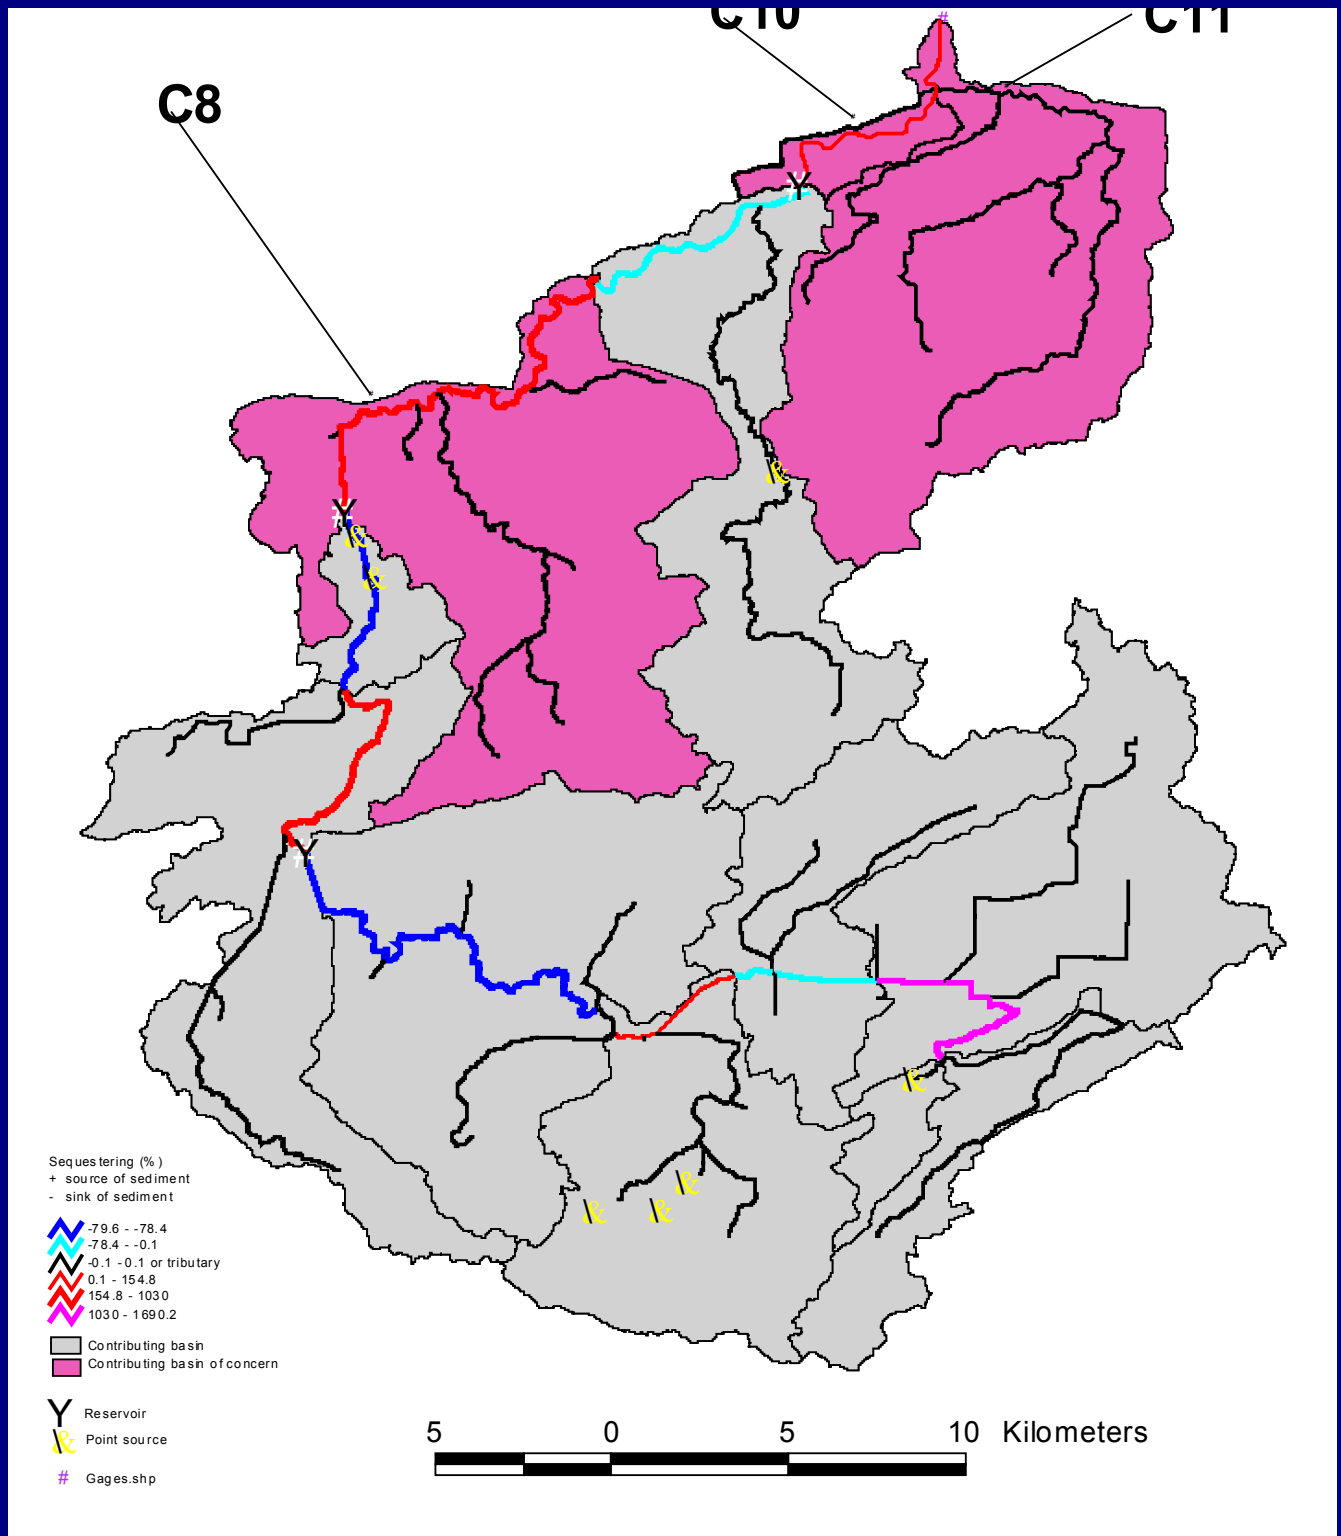 C10
C11
C8
Sequestering (%)
+ source of sediment
- sink of sediment
-79.6 - -78.4
-78.4 - -0.1
-0.1 - 0.1 or tributary
0.1 - 154.8
154.8 - 1030
1030 - 1690.2
Contributing basin
Contributing basin of concern
Reservoir
Point source
# Gages.shp
5 0 5 10 Kilometers